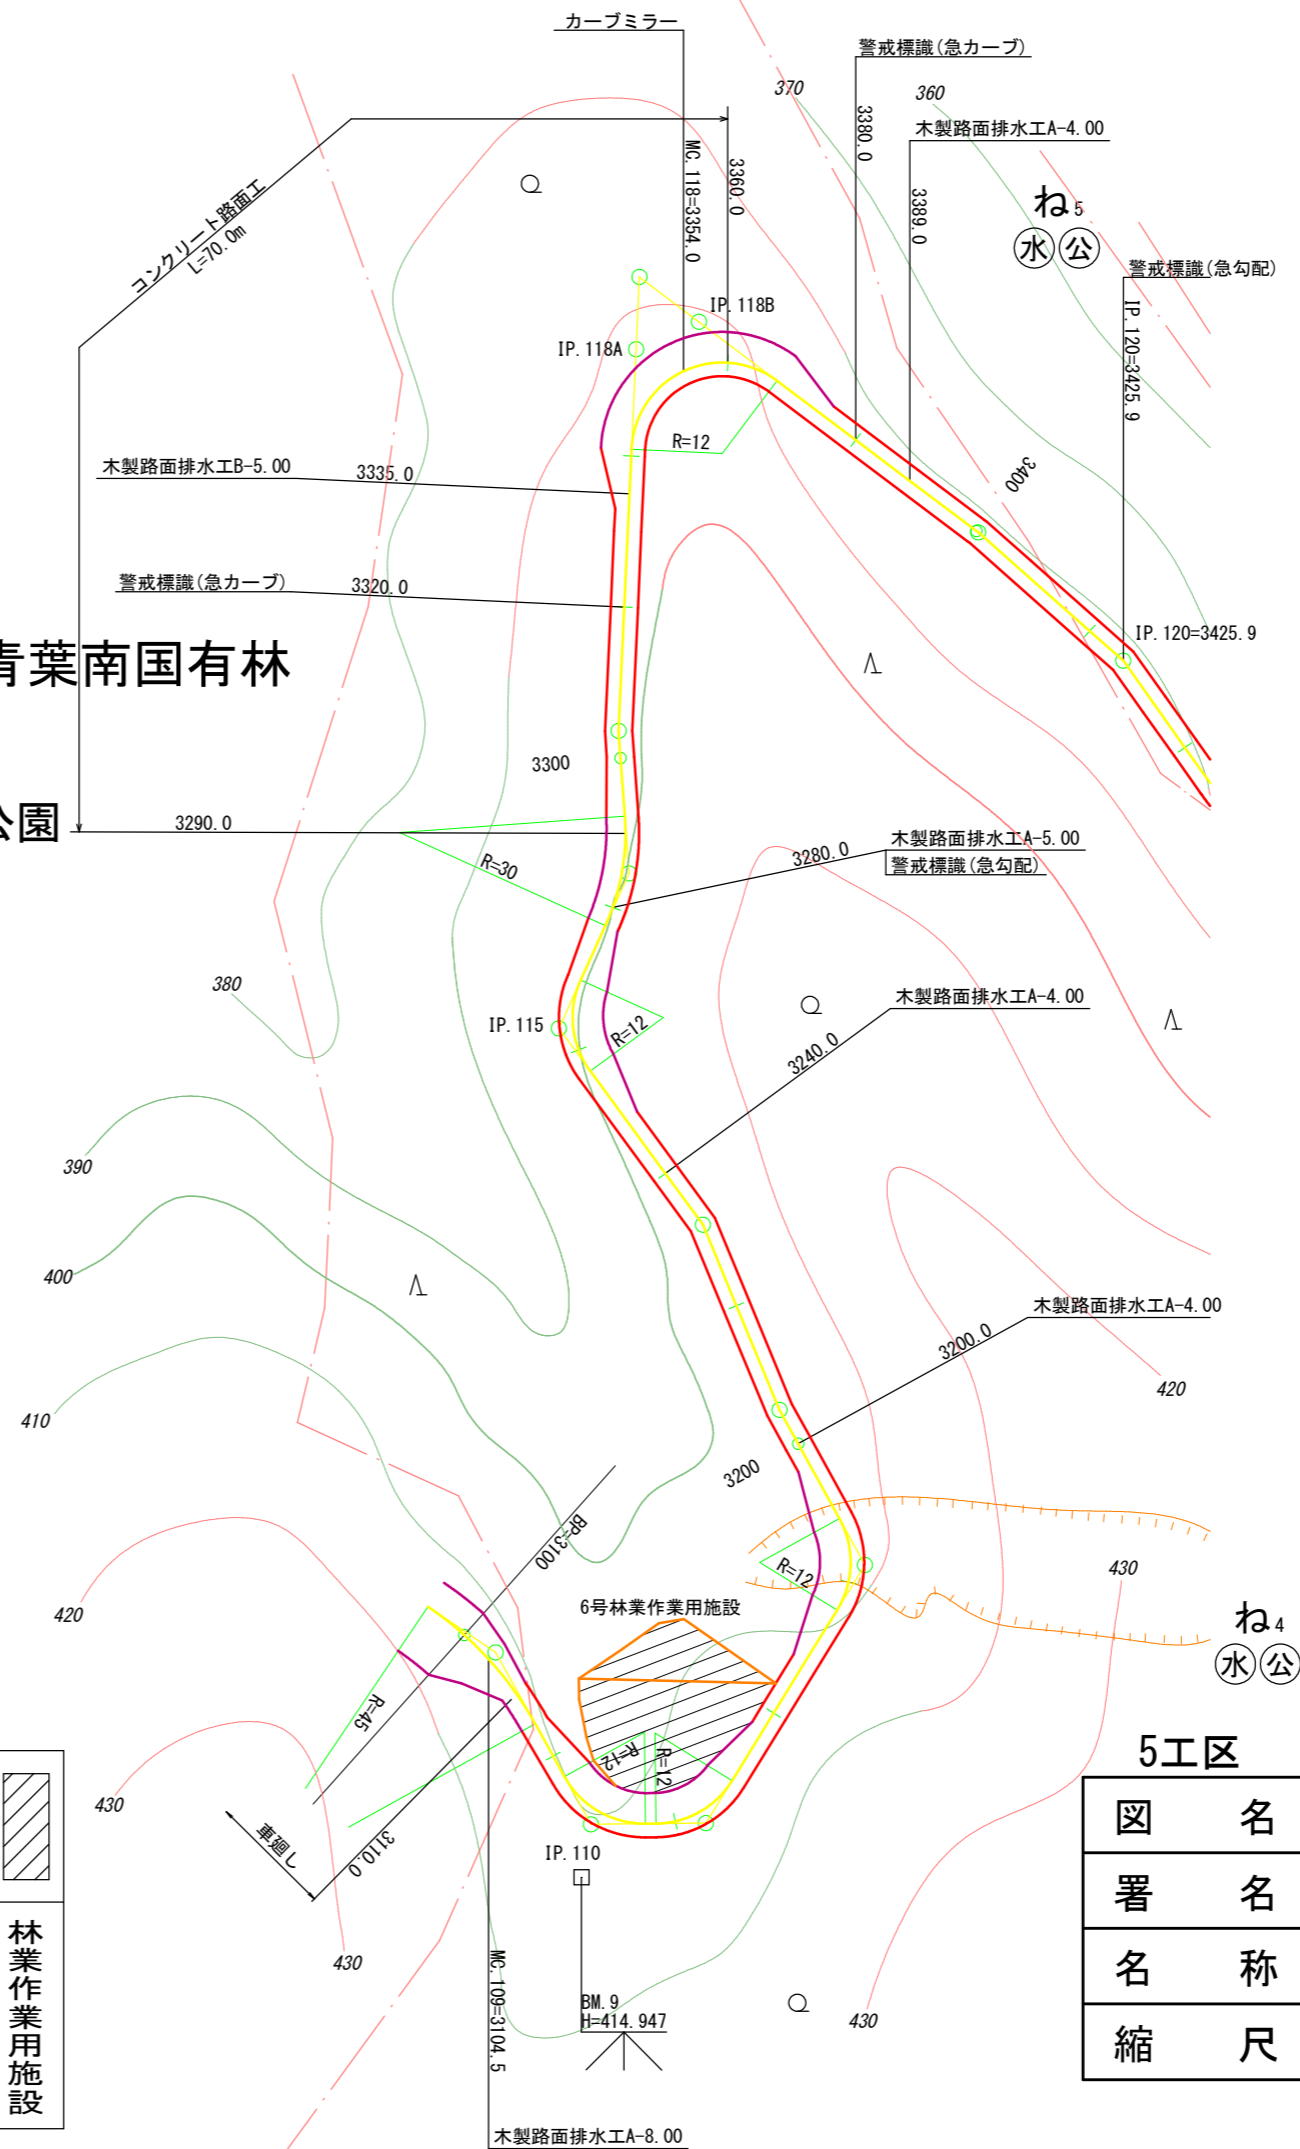 カーブミラー
警戒標識(急カーブ)
370
360
3380.0
木製路面排水工A-4.00
MC.118=3354.0
3360.0
3389.0
ね5
水 公
コンクリート路面工
L=70.0m
警戒標識(急勾配)
IP.120=3425.9
IP.118B
IP.118A
R=12
木製路面排水工B-5.00
3335.0
3400
警戒標識(急カーブ)
3320.0
IP.120=3425.9
青葉南国有林
3300
公園
3290.0
木製路面排水工A-5.00
3280.0
警戒標識(急勾配)
R=30
380
木製路面排水工A-4.00
IP.115
R=12
3240.0
390
400
木製路面排水工A-4.00
3200.0
420
410
3200
BP=3100
R=12
430
420
6号林業作業用施設
ね4
水 公
R=45
R=12
R=12
5工区
図 名
430
車廻し
3110.0
IP.110
署 名
林業作業用施設
名 称
430
MC.109=3104.5
BM.9
H=414.947
430
縮 尺
木製路面排水工A-8.00